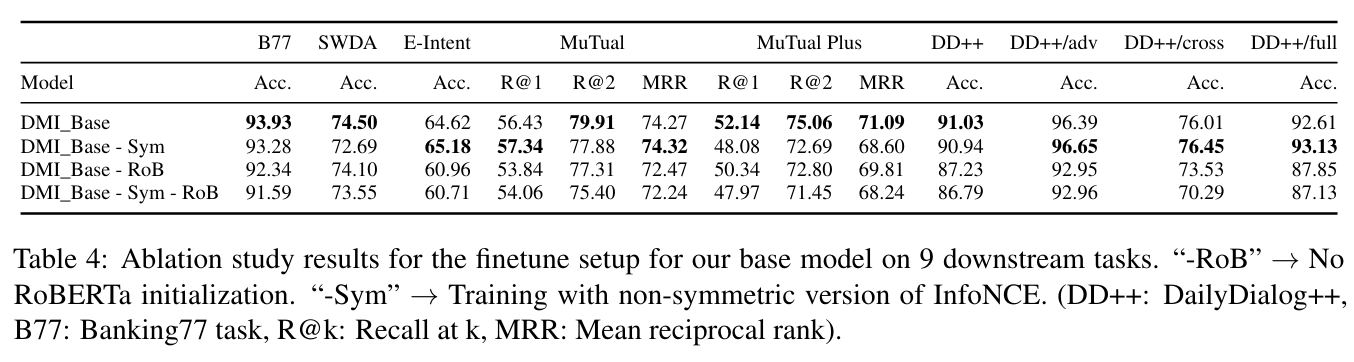 B77 SWDA E-Intent MuTual MuTual Plus DD++ DD++/adv DD++/cross DD++/full
Model Acc. Acc. Acc. R@1 R@2 MRR R@1 R@2 MRR Acc. Acc. Acc. Acc.
DMI_Base 93.93 74.50 64.62 56.43 79.91 74.27 52.14 75.06 71.09 91.03 96.39 76.01 92.61
DMI_Base - Sym 93.28 72.69 65.18 57.34 77.88 74.32 48.08 72.69 68.60 90.94 96.65 76.45 93.13
DMI_Base - RoB 92.34 74.10 60.96 53.84 77.31 72.47 50.34 72.80 69.81 87.23 92.95 73.53 87.85
DMI_Base - Sym - RoB 91.59 73.55 60.71 54.06 75.40 72.24 47.97 71.45 68.24 86.79 92.96 70.29 87.13
Table 4: Ablation study results for the finetune setup for our base model on 9 downstream tasks. “-RoB” → No
RoBERTa initialization. “-Sym” → Training with non-symmetric version of InfoNCE. (DD++: DailyDialog++,
B77: Banking77 task, R@k: Recall at k, MRR: Mean reciprocal rank).